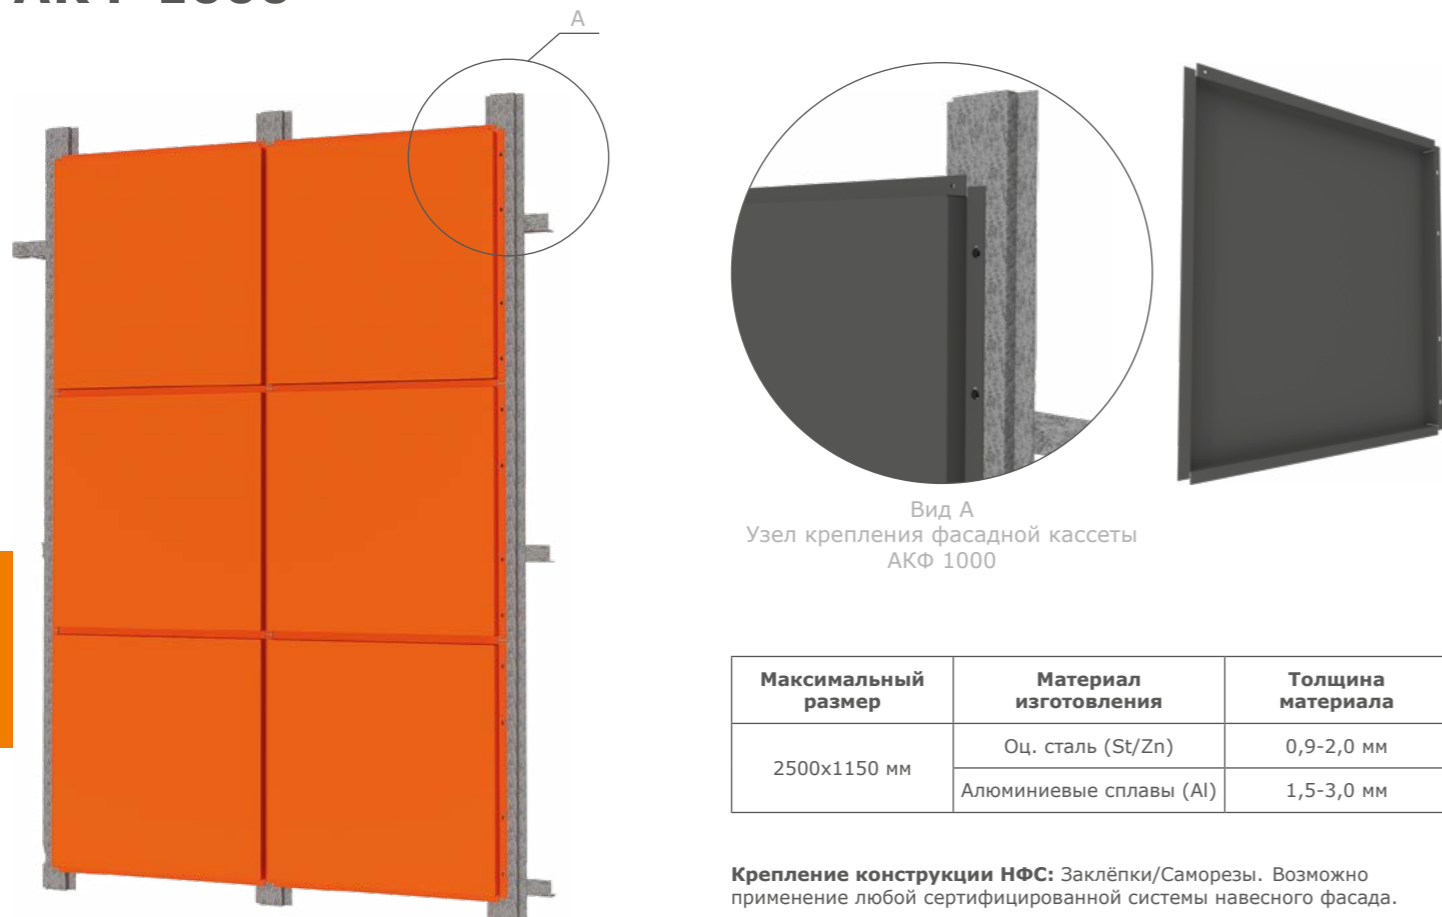 А
Вид А
Узел крепления фасадной кассеты
АКФ 1000
Максимальный размер
Материал изготовления
Толщина материала
2500x1150 мм
Оц. сталь (St/Zn)
0,9-2,0 мм
Алюминиевые сплавы (Al)
1,5-3,0 мм
Крепление конструкции НФС: Заклёпки/Саморезы. Возможно
применение любой сертифицированной системы навесного фасада.